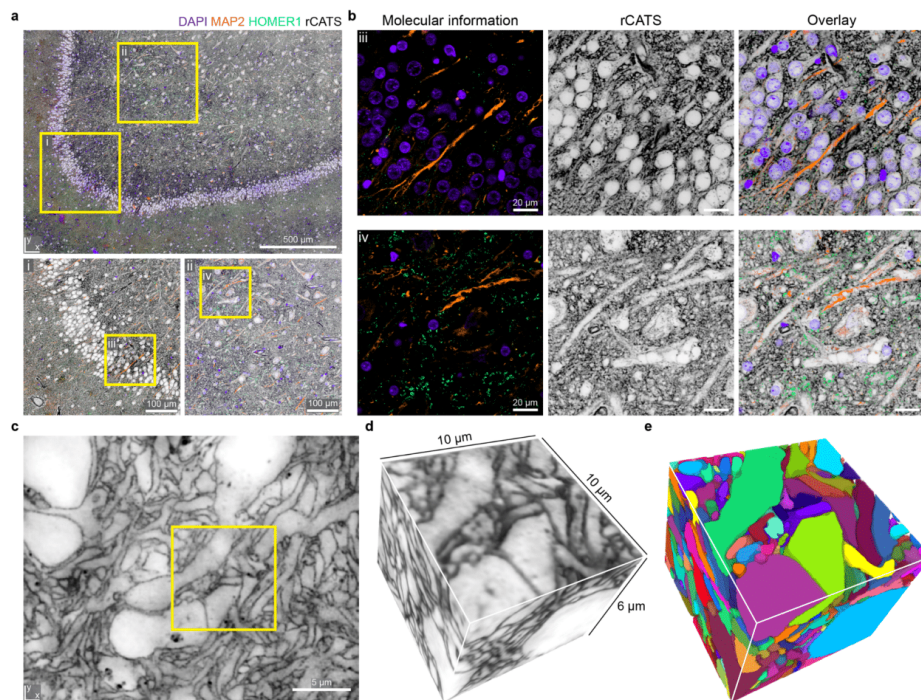 a
DAPI MAP2 HOMER1 rCATS
ii
i
y
x
500 µm
i
iii
100 µm
ii
iv
100 µm
b
Molecular information rCATS Overlay
iii
20 µm
iv
20 µm
c
y
x
5 µm
d
10 µm
10 µm
6 µm
e